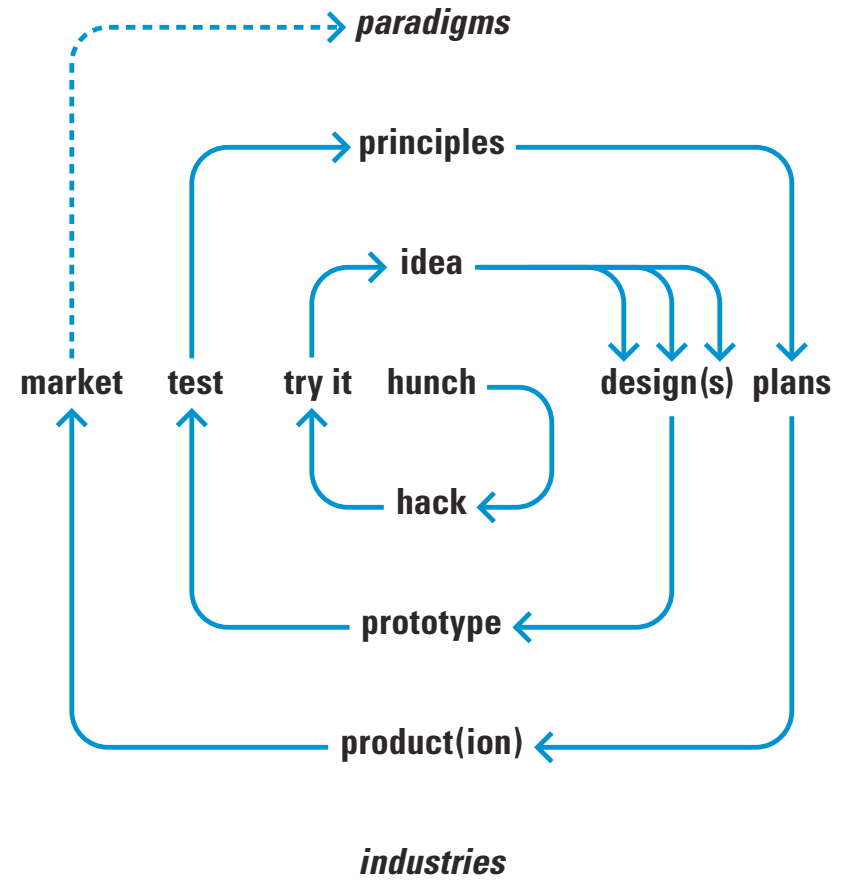 paradigms
principles
idea
market test try it hunch design(s) plans
hack
prototype
product(ion)
industries